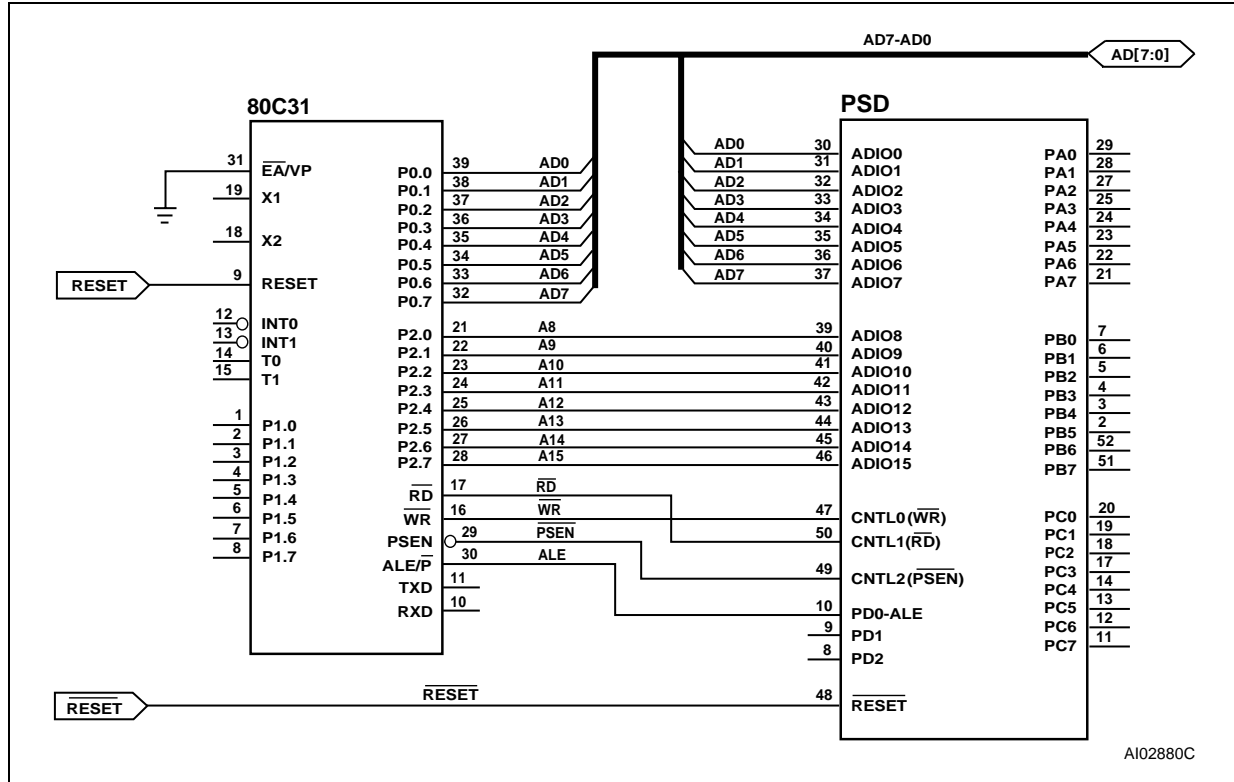 AD7-AD0
AD[7:0]
80C31
PSD
31
EA/VP
19
X1
18
X2
RESET
9
RESET
12
INT0
13
INT1
14
T0
15
T1
1
P1.0
2
P1.1
3
P1.2
4
P1.3
5
P1.4
6
P1.5
7
P1.6
8
P1.7
P0.0 39 AD0
P0.1 38 AD1
P0.2 37 AD2
P0.3 36 AD3
P0.4 35 AD4
P0.5 34 AD5
P0.6 33 AD6
P0.7 32 AD7
P2.0 21 A8
P2.1 22 A9
P2.2 23 A10
P2.3 24 A11
P2.4 25 A12
P2.5 26 A13
P2.6 27 A14
P2.7 28 A15
RD 17 RD
WR 16 WR
PSEN 29 PSEN
ALE/P 30 ALE
TXD 11
RXD 10
AD0 30 ADIO0
AD1 31 ADIO1
AD2 32 ADIO2
AD3 33 ADIO3
AD4 34 ADIO4
AD5 35 ADIO5
AD6 36 ADIO6
AD7 37 ADIO7
39 ADIO8
40 ADIO9
41 ADIO10
42 ADIO11
43 ADIO12
44 ADIO13
45 ADIO14
46 ADIO15
47 CNTL0(WR)
50 CNTL1(RD)
49 CNTL2(PSEN)
10 PD0-ALE
9 PD1
8 PD2
48 RESET
PA0 29
PA1 28
PA2 27
PA3 25
PA4 24
PA5 23
PA6 22
PA7 21
PB0 7
PB1 6
PB2 5
PB3 4
PB4 3
PB5 2
PB6 52
PB7 51
PC0 20
PC1 19
PC2 18
PC3 17
PC4 14
PC5 13
PC6 12
PC7 11
RESET
RESET
AI02880C